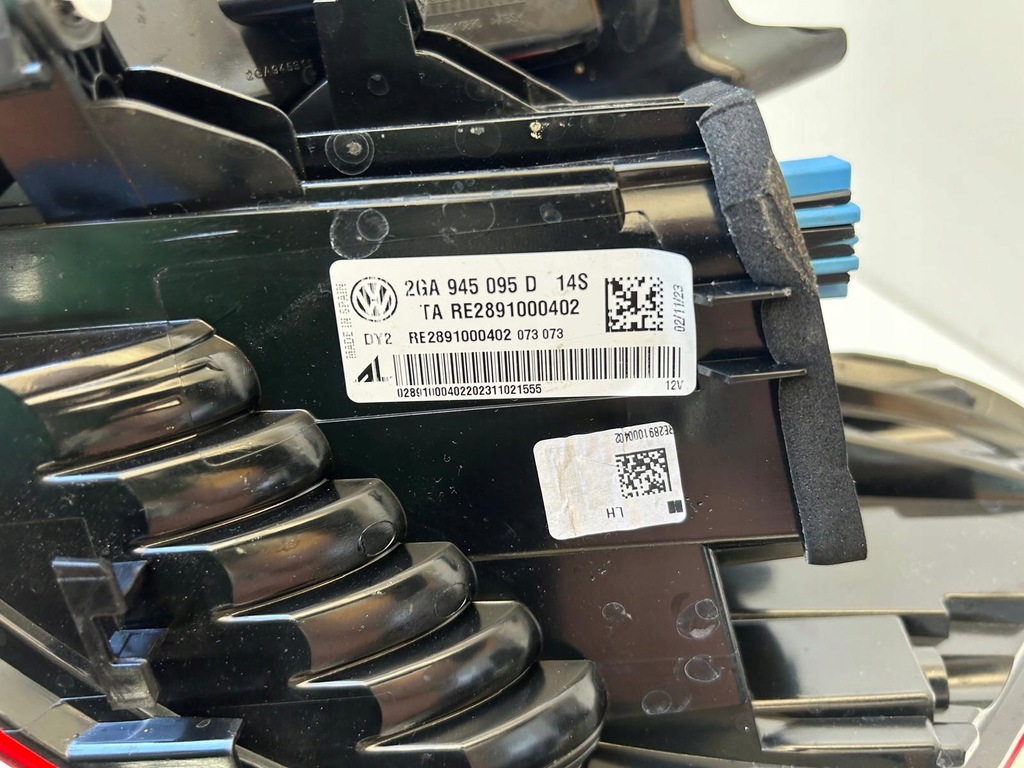 2GA 945 095 D 14S
TA RE2891000402
DY2 RE2891000402 073 073
MADE IN SPAIN
02/11/23
02891000402202311021555
12V
RE2891000402
LH